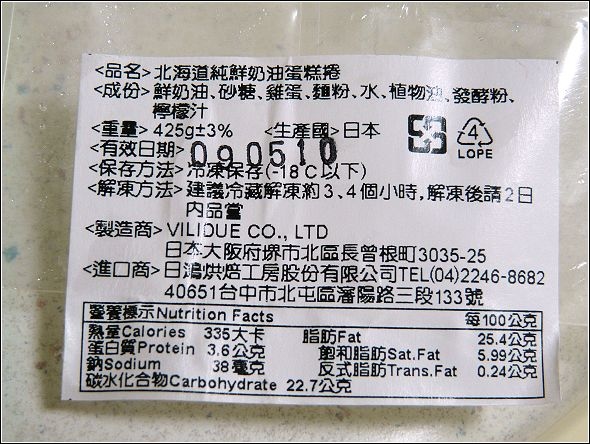 <品名>北海道純鮮奶油蛋糕捲
<成份>鮮奶油、砂糖、雞蛋、麵粉、水、植物油、發酵粉、
檸檬汁
<重量>425g±3% <生產國>日本
<有效日期>090510
<保存方法>冷凍保存(-18C以下)
<解凍方法>建議冷藏解凍約3、4個小時,解凍後請2日
內品嘗
<製造商>VILIDUE CO., LTD
日本大阪府堺市北區長曾根町3035-25
<進口商>日鴻烘焙工房股份有限公司TEL(04)2246-8682
40651台中市北屯區瀋陽路三段133號
4
LOPE
營養標示Nutrition Facts 每100公克
熱量Calories 335大卡 脂肪Fat 25.4公克
蛋白質Protein 3.6公克 飽和脂肪Sat.Fat 5.99公克
鈉Sodium 38毫克 反式脂肪Trans.Fat 0.24公克
碳水化合物Carbohydrate 22.7公克